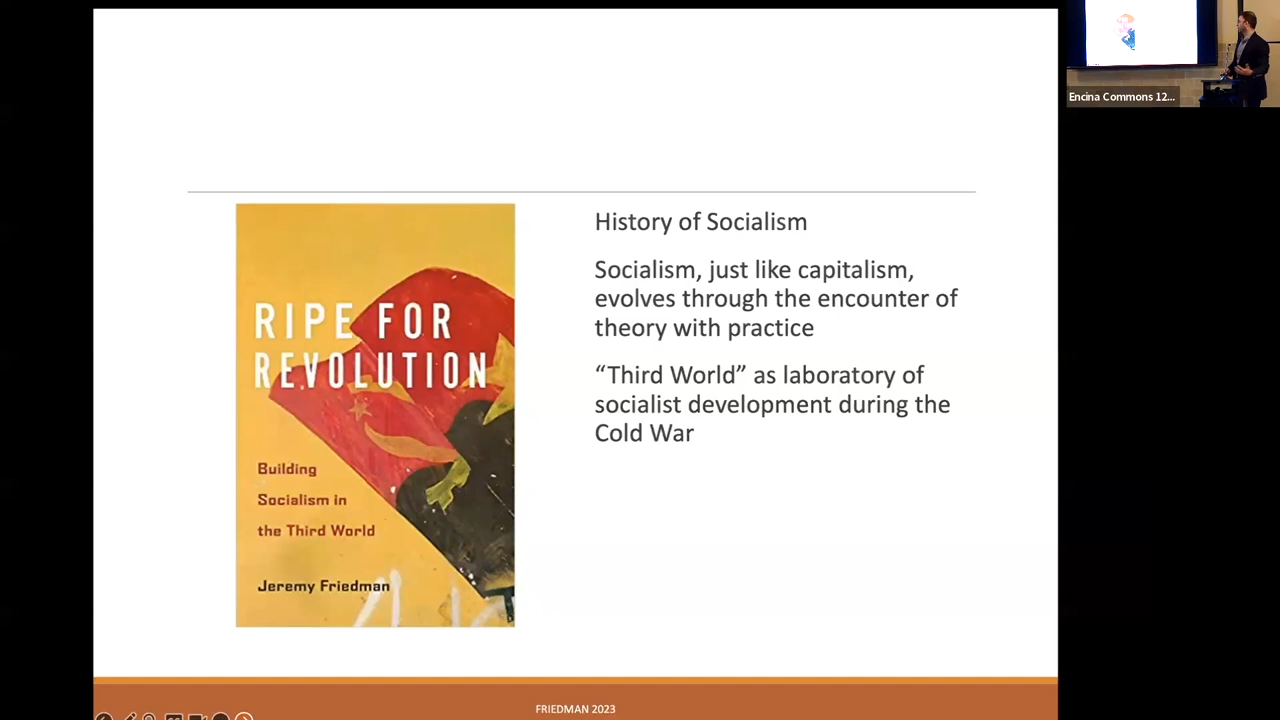 RIPE FOR
REVOLUTION
Building
Socialism in
the Third World
Jeremy Friedman
History of Socialism
Socialism, just like capitalism,
evolves through the encounter of
theory with practice
“Third World” as laboratory of
socialist development during the
Cold War
FRIEDMAN 2023
Encina Commons 12...